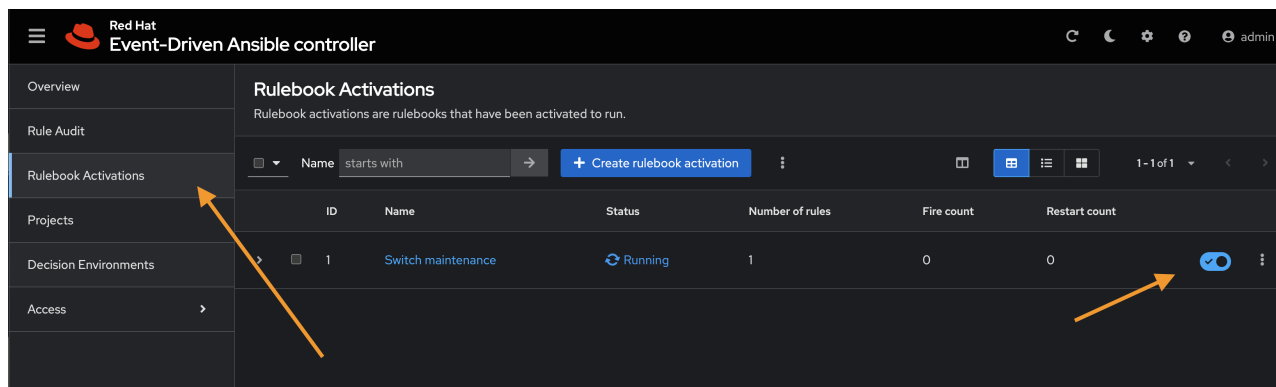 Red Hat
Event-Driven Ansible controller
admin
Overview
Rule Audit
Rulebook Activations
Projects
Decision Environments
Access
Rulebook Activations
Rulebook activations are rulebooks that have been activated to run.
Name starts with + Create rulebook activation 1 - 1 of 1
ID Name Status Number of rules Fire count Restart count
1 Switch maintenance Running 1 0 0